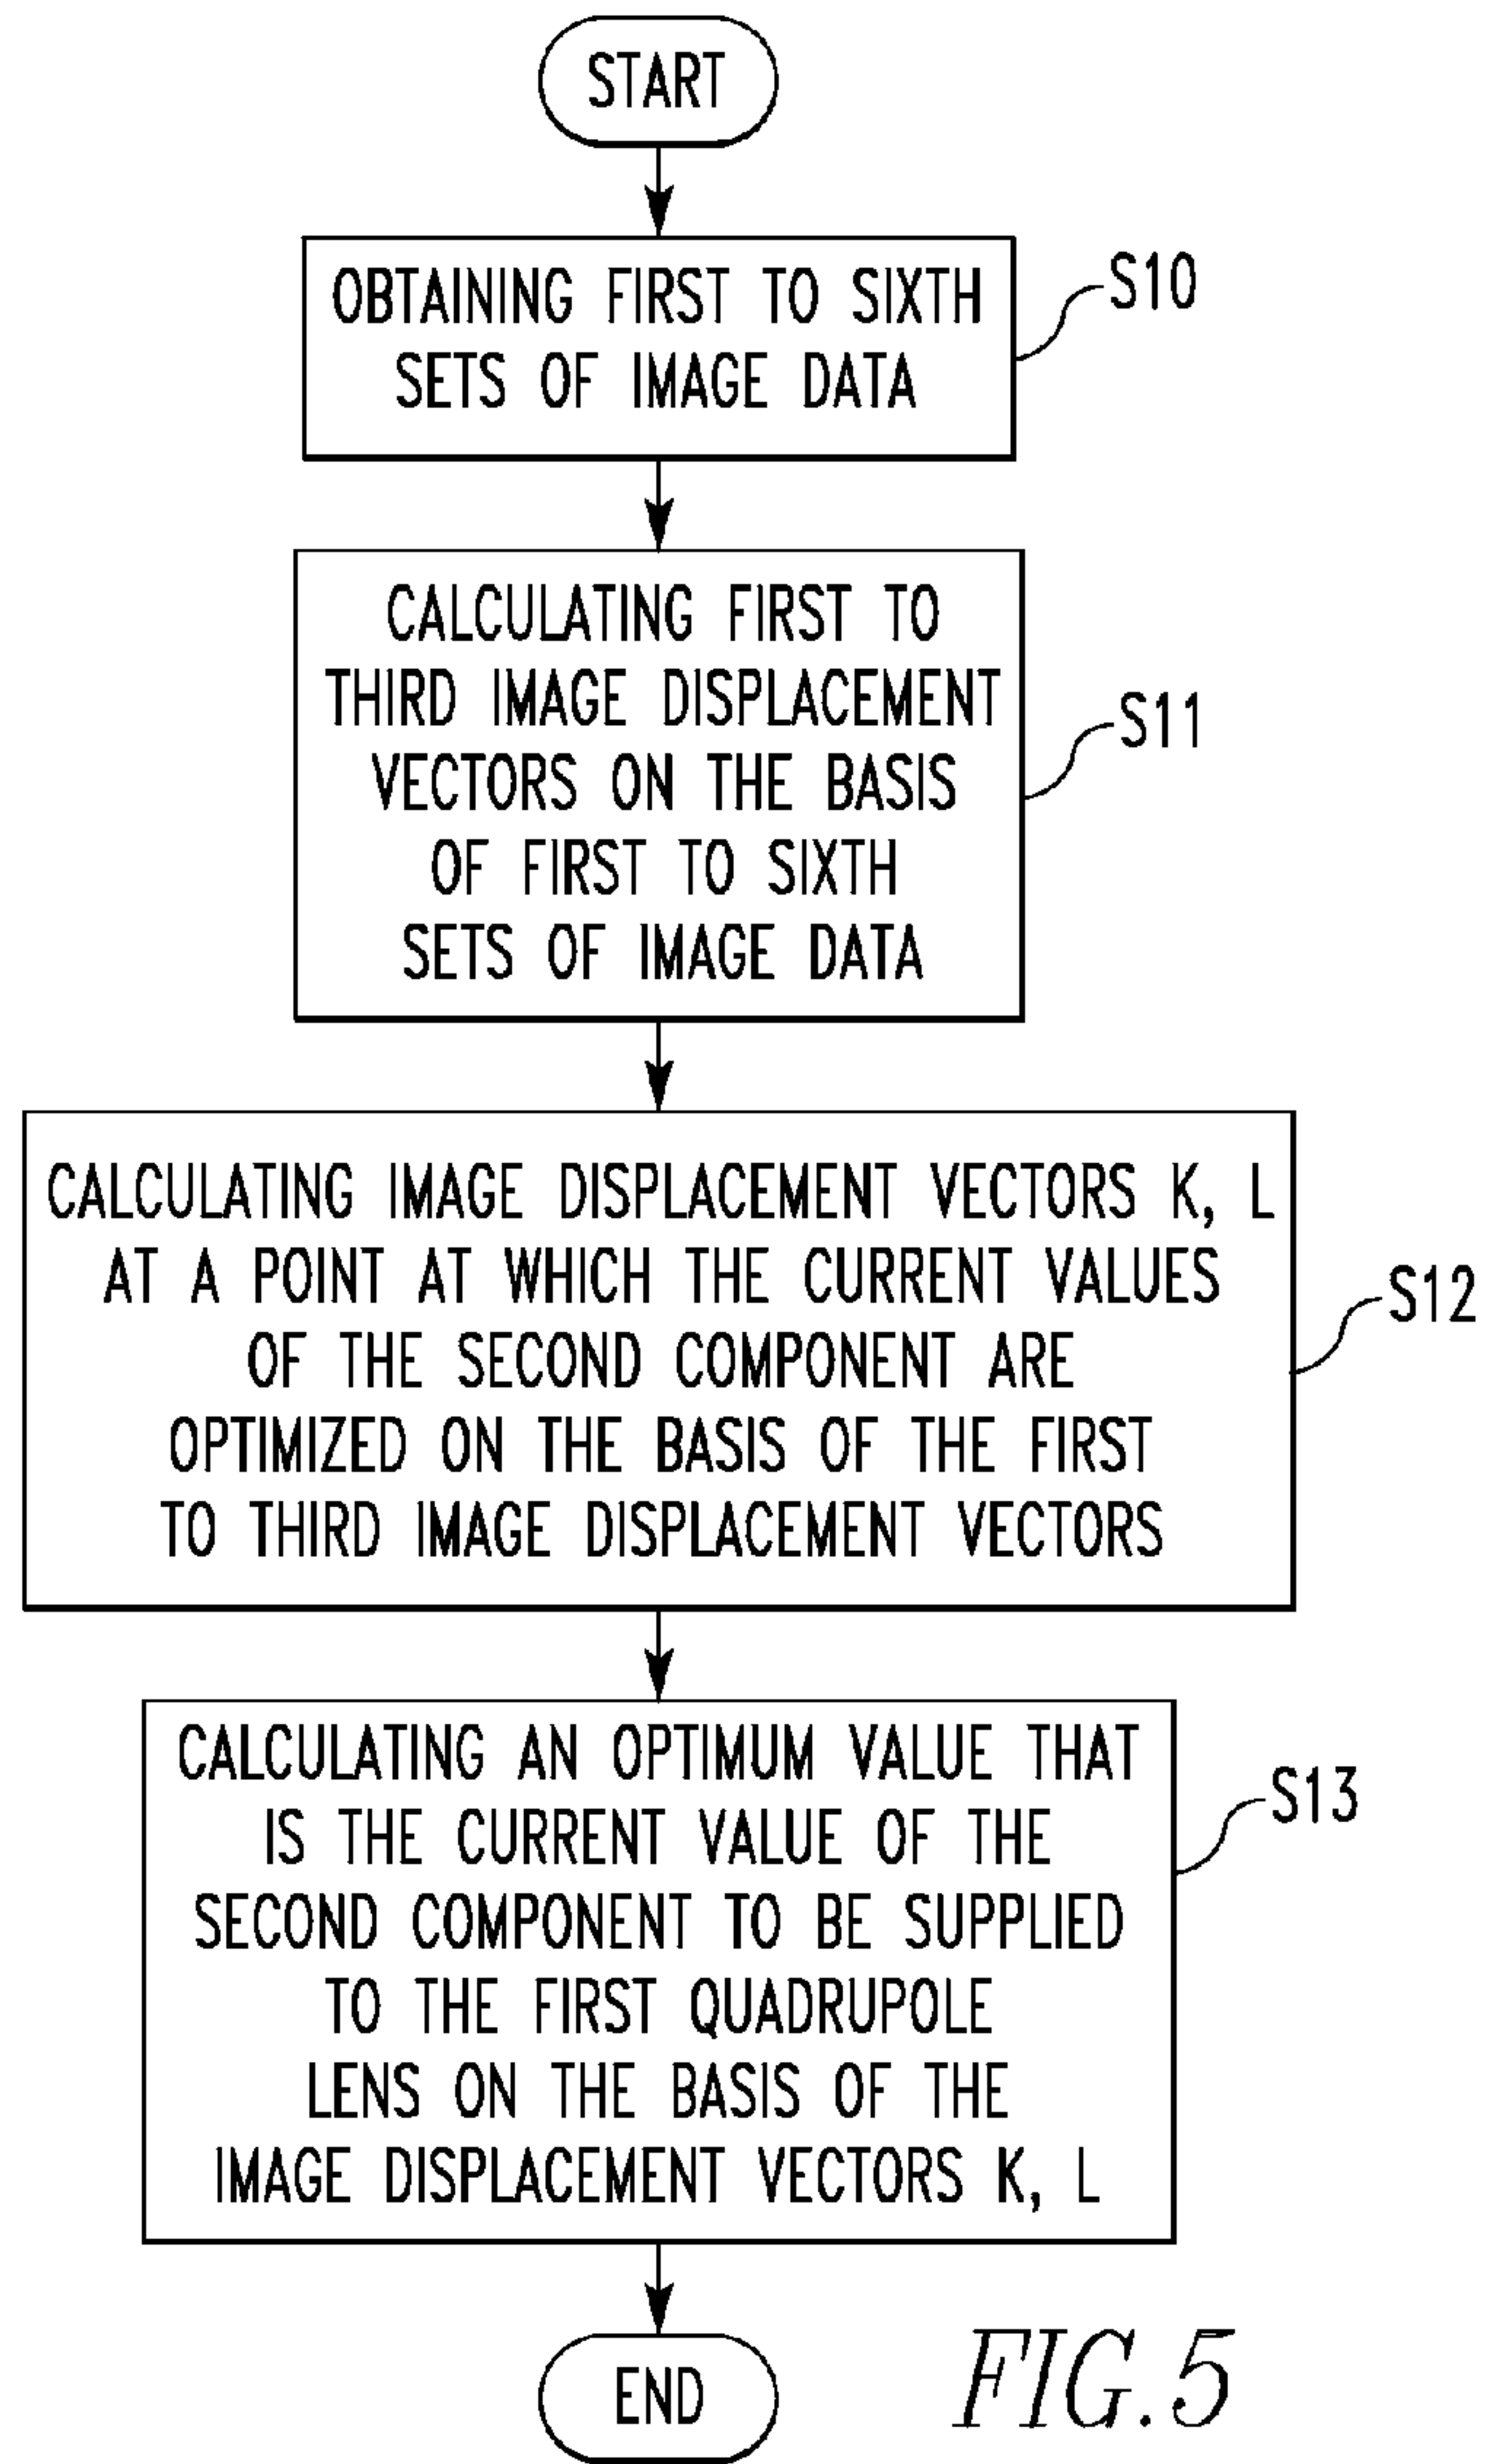 START
OBTAINING FIRST TO SIXTH
SETS OF IMAGE DATA
S10
CALCULATING FIRST TO
THIRD IMAGE DISPLACEMENT
VECTORS ON THE BASIS
OF FIRST TO SIXTH
SETS OF IMAGE DATA
S11
CALCULATING IMAGE DISPLACEMENT VECTORS K, L
AT A POINT AT WHICH THE CURRENT VALUES
OF THE SECOND COMPONENT ARE
OPTIMIZED ON THE BASIS OF THE FIRST
TO THIRD IMAGE DISPLACEMENT VECTORS
S12
CALCULATING AN OPTIMUM VALUE THAT
IS THE CURRENT VALUE OF THE
SECOND COMPONENT TO BE SUPPLIED
TO THE FIRST QUADRUPOLE
LENS ON THE BASIS OF THE
IMAGE DISPLACEMENT VECTORS K, L
S13
END
FIG.5